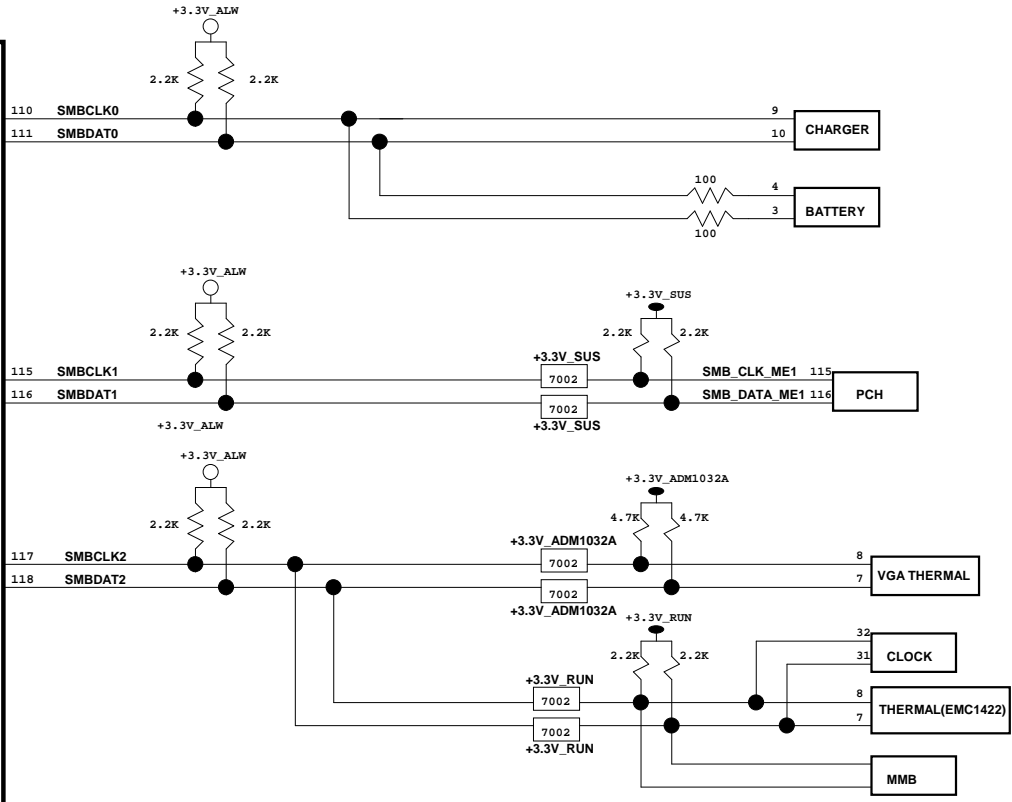 +3.3V_ALW
2.2K 2.2K
110 SMBCLK0 9
111 SMBDAT0 10
CHARGER
100 4
3
100
BATTERY
+3.3V_ALW
2.2K 2.2K
+3.3V_SUS
2.2K 2.2K
+3.3V_SUS
115 SMBCLK1 7002 SMB_CLK_ME1 115
116 SMBDAT1 7002 SMB_DATA_ME1 116
PCH
+3.3V_SUS
+3.3V_ALW
+3.3V_ALW
2.2K 2.2K
+3.3V_ADM1032A
4.7K 4.7K
+3.3V_ADM1032A
117 SMBCLK2 7002 8
118 SMBDAT2 7002 7
VGA THERMAL
+3.3V_ADM1032A
+3.3V_RUN
2.2K 2.2K
32
31
CLOCK
+3.3V_RUN
7002 8
7002 7
THERMAL(EMC1422)
+3.3V_RUN
MMB